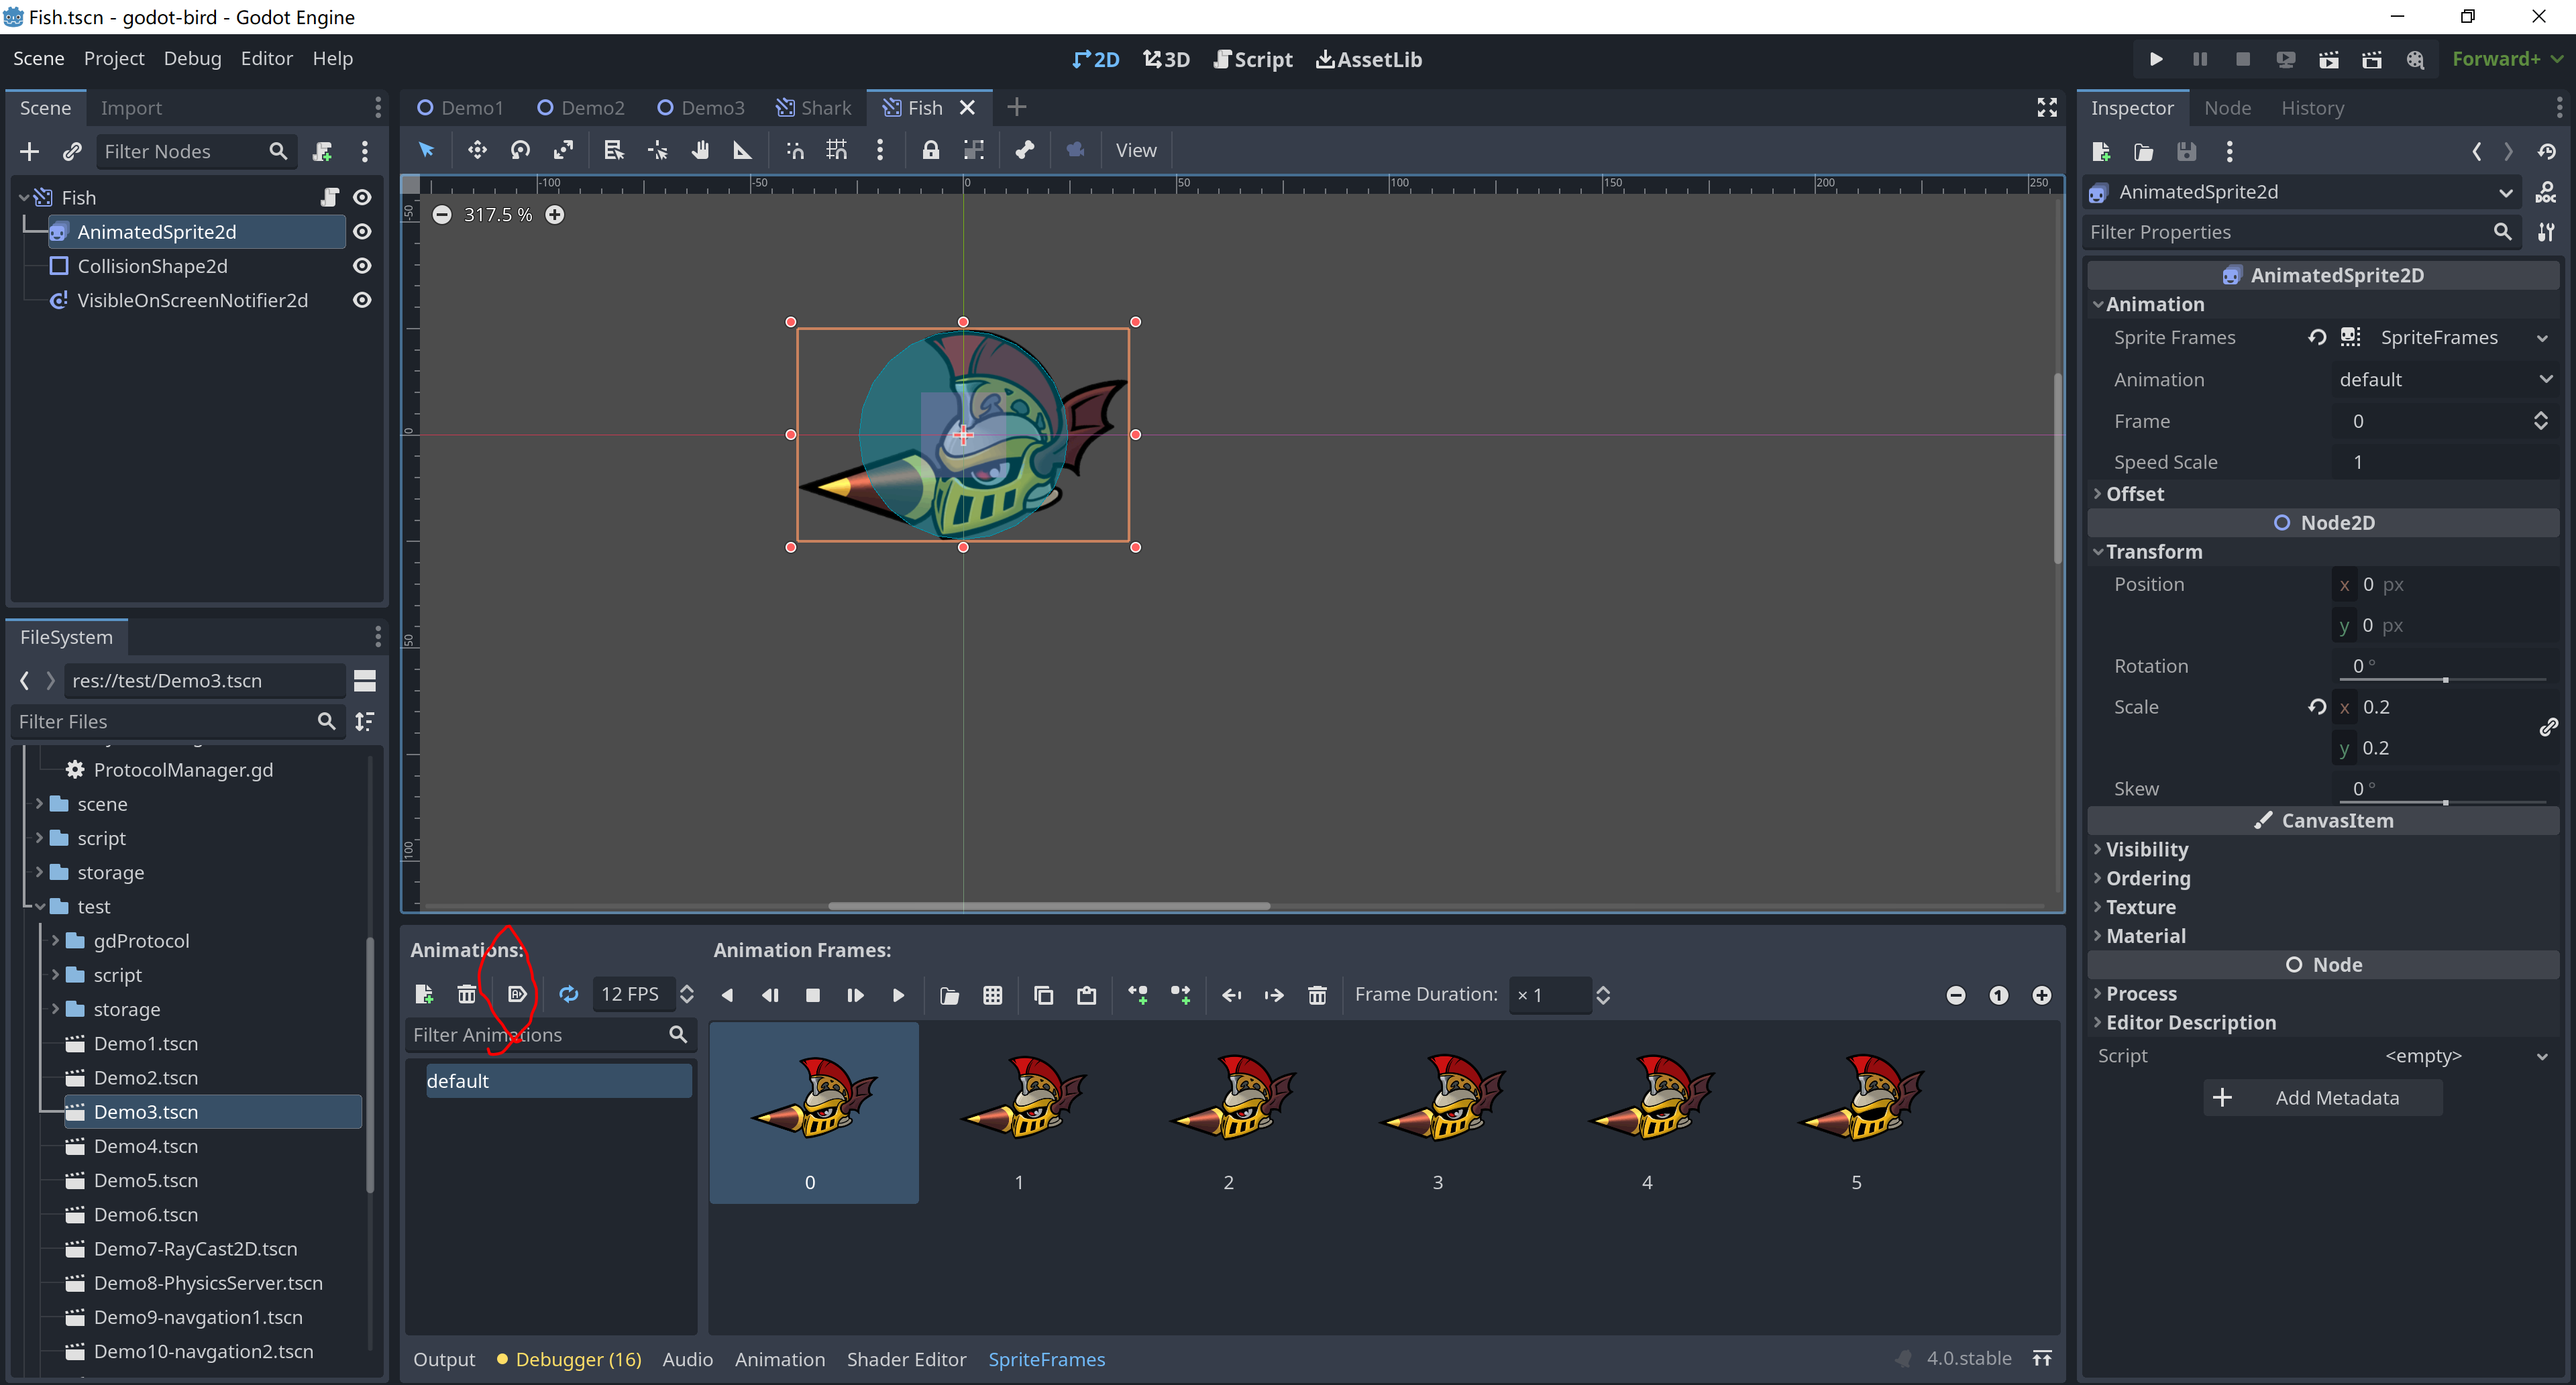 Fish.tscn - godot-bird - Godot Engine
Scene Project Debug Editor Help
2D 3D Script AssetLib
Forward+
Scene Import
Filter Nodes
Fish
AnimatedSprite2d
CollisionShape2d
VisibleOnScreenNotifier2d
FileSystem
res://test/Demo3.tscn
Filter Files
ProtocolManager.gd
scene
script
storage
test
gdProtocol
script
storage
Demo1.tscn
Demo2.tscn
Demo3.tscn
Demo4.tscn
Demo5.tscn
Demo6.tscn
Demo7-RayCast2D.tscn
Demo8-PhysicsServer.tscn
Demo9-navgation1.tscn
Demo10-navgation2.tscn
Demo1 Demo2 Demo3 Shark Fish
View
-100 -50 0 50 100 150 200 250
-50
0
50
100
317.5 %
Animations:
12 FPS
Filter Animations
default
Animation Frames:
Frame Duration: × 1
0 1 2 3 4 5
Output Debugger (16) Audio Animation Shader Editor SpriteFrames
4.0.stable
Inspector Node History
AnimatedSprite2d
DOC
Filter Properties
AnimatedSprite2D
Animation
Sprite Frames SpriteFrames
Animation default
Frame 0
Speed Scale 1
Offset
Node2D
Transform
Position x 0 px
y 0 px
Rotation 0 °
Scale x 0.2
y 0.2
Skew 0 °
CanvasItem
Visibility
Ordering
Texture
Material
Node
Process
Editor Description
Script <empty>
Add Metadata